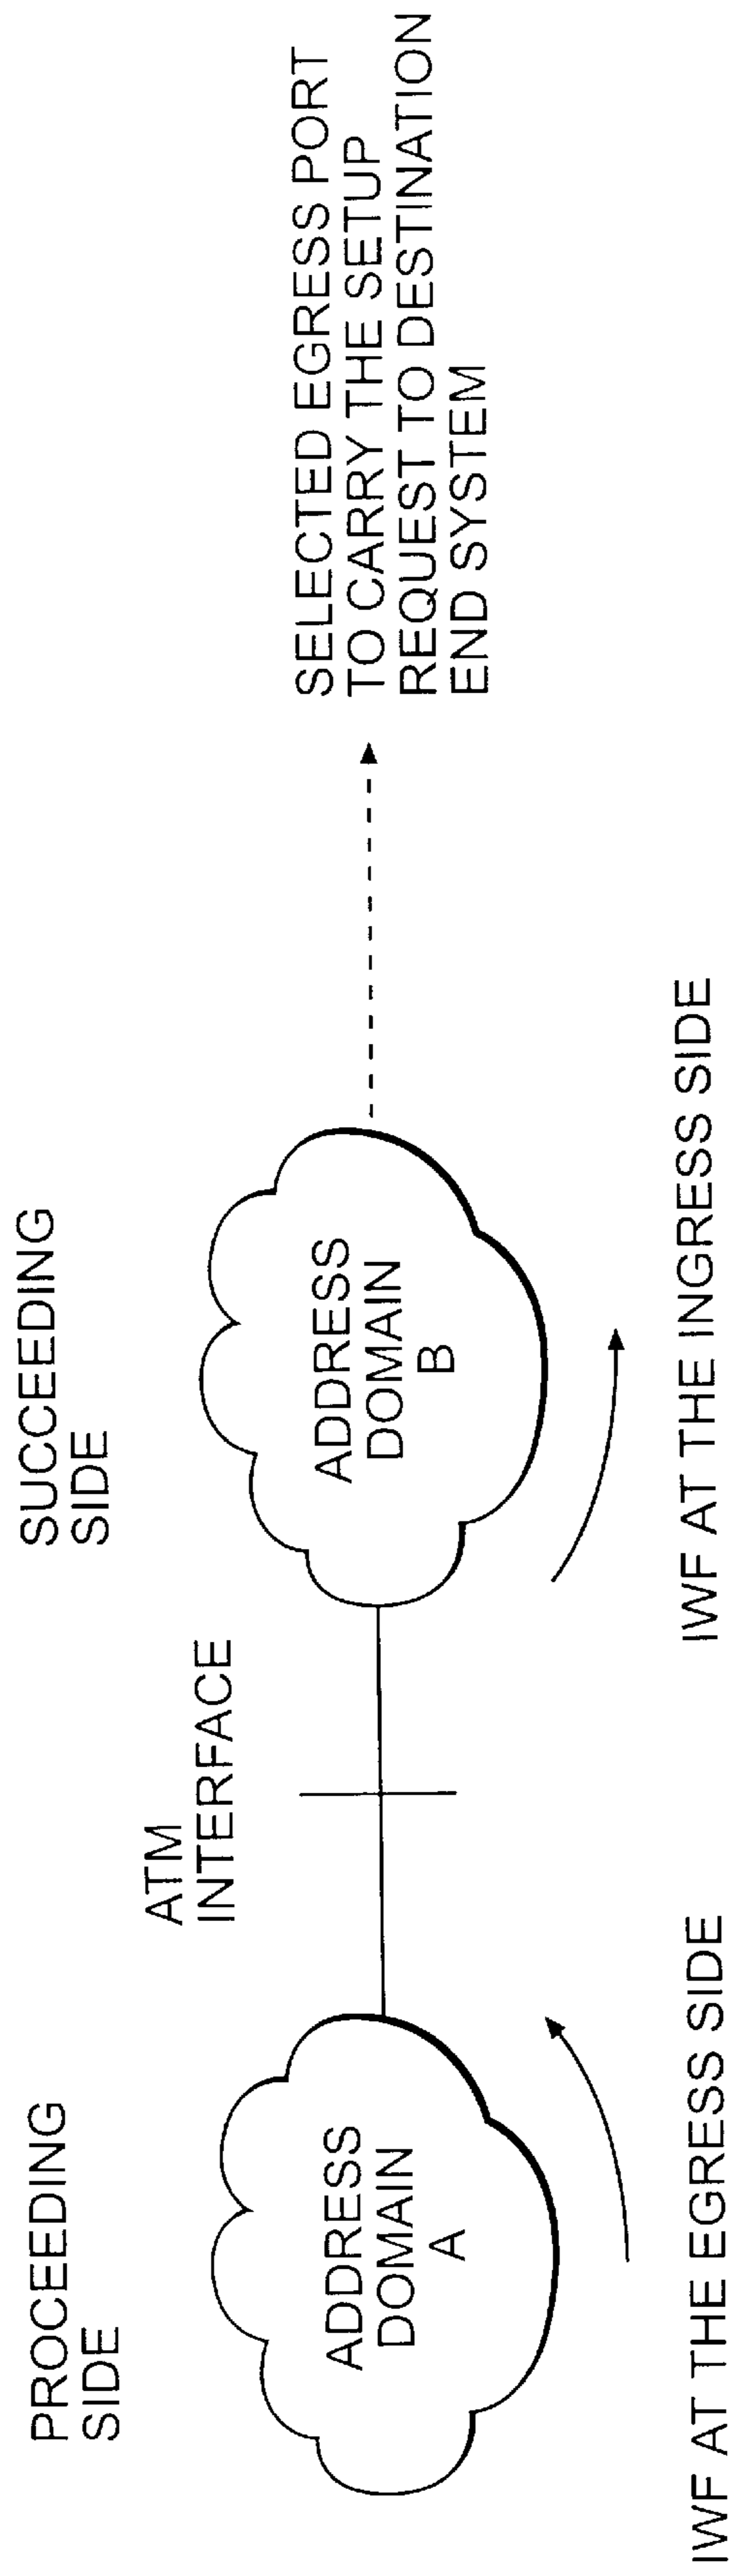 PROCEEDING
SIDE
SUCCEEDING
SIDE
ATM
INTERFACE
ADDRESS
DOMAIN
A
ADDRESS
DOMAIN
B
SELECTED EGRESS PORT
TO CARRY THE SETUP
REQUEST TO DESTINATION
END SYSTEM
IWF AT THE EGRESS SIDE
IWF AT THE INGRESS SIDE